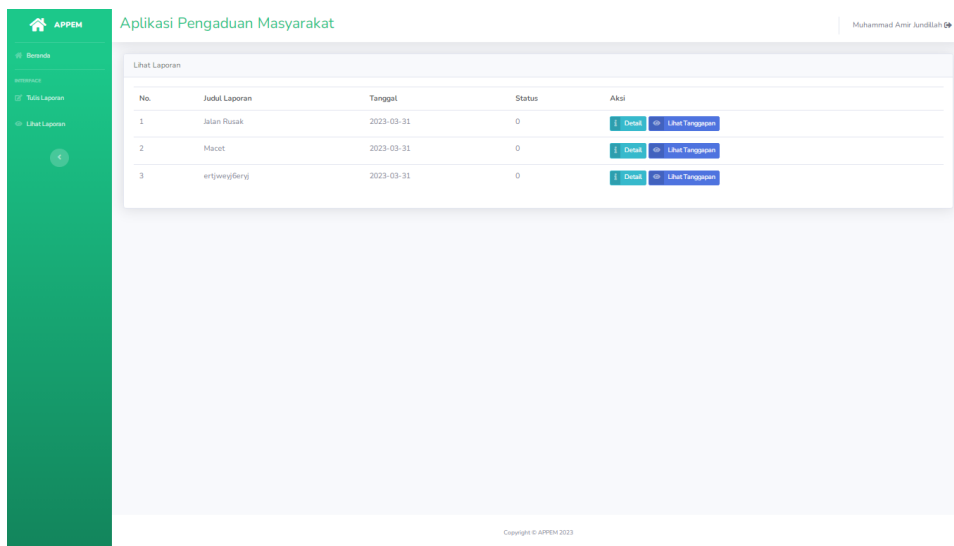 APPEM
Aplikasi Pengaduan Masyarakat
Muhammad Amir Jundillah
Beranda
INTERFACE
Tulis Laporan
Lihat Laporan
Lihat Laporan
No. Judul Laporan Tanggal Status Aksi
1 Jalan Rusak 2023-03-31 0 Detail Lihat Tanggapan
2 Macet 2023-03-31 0 Detail Lihat Tanggapan
3 ertjweyj6eryj 2023-03-31 0 Detail Lihat Tanggapan
Copyright © APPEM 2023